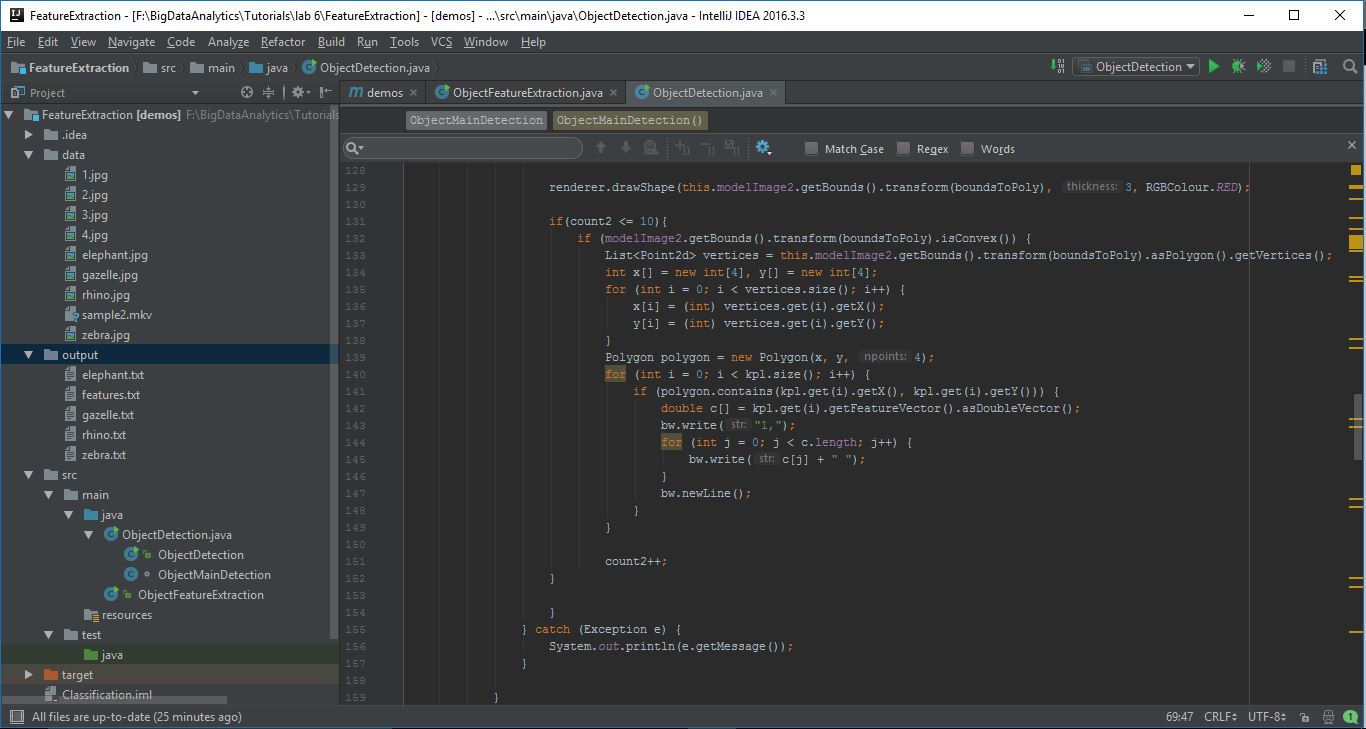 FeatureExtraction - [F:\BigDataAnalytics\Tutorials\lab 6\FeatureExtraction] - [demos] - ...\src\main\java\ObjectDetection.java - IntelliJ IDEA 2016.3.3
File Edit View Navigate Code Analyze Refactor Build Run Tools VCS Window Help
FeatureExtraction src main java ObjectDetection.java
ObjectDetection
Project
demos ObjectFeatureExtraction.java ObjectDetection.java
FeatureExtraction [demos] F:\BigDataAnalytics\Tutorials
.idea
data
1.jpg
2.jpg
3.jpg
4.jpg
elephant.jpg
gazelle.jpg
rhino.jpg
sample2.mkv
zebra.jpg
output
elephant.txt
features.txt
gazelle.txt
rhino.txt
zebra.txt
src
main
java
ObjectDetection.java
ObjectDetection
ObjectMainDetection
ObjectFeatureExtraction
resources
test
java
target
Classification.iml
ObjectMainDetection ObjectMainDetection()
Match Case Regex Words
128
129 renderer.drawShape(this.modelImage2.getBounds().transform(boundsToPoly), thickness: 3, RGBColour.RED);
130
131 if(count2 <= 10){
132 if (modelImage2.getBounds().transform(boundsToPoly).isConvex()) {
133 List<Point2d> vertices = this.modelImage2.getBounds().transform(boundsToPoly).asPolygon().getVertices();
134 int x[] = new int[4], y[] = new int[4];
135 for (int i = 0; i < vertices.size(); i++) {
136 x[i] = (int) vertices.get(i).getX();
137 y[i] = (int) vertices.get(i).getY();
138 }
139 Polygon polygon = new Polygon(x, y, npoints: 4);
140 for (int i = 0; i < kpl.size(); i++) {
141 if (polygon.contains(kpl.get(i).getX(), kpl.get(i).getY())) {
142 double c[] = kpl.get(i).getFeatureVector().asDoubleVector();
143 bw.write( str: "1,");
144 for (int j = 0; j < c.length; j++) {
145 bw.write( str: c[j] + " ");
146 }
147 bw.newLine();
148 }
149 }
150
151 count2++;
152 }
153
154 }
155 } catch (Exception e) {
156 System.out.println(e.getMessage());
157 }
158
159 }
All files are up-to-date (25 minutes ago)
69:47 CRLF UTF-8 1